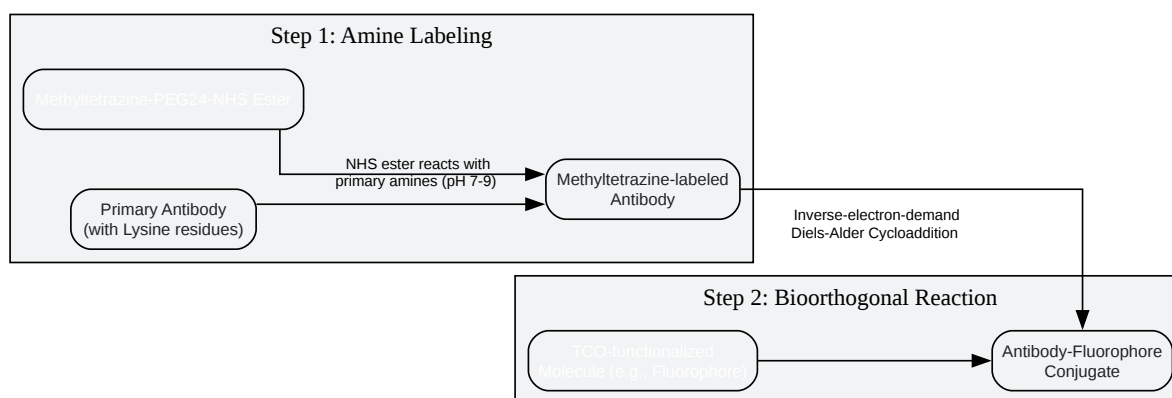 Step 1: Amine Labeling
Methyltetrazine-PEG24-NHS Ester
NHS ester reacts with
primary amines (pH 7-9)
Primary Antibody
(with Lysine residues)
Methyltetrazine-labeled
Antibody
Inverse-electron-demand
Diels-Alder Cycloaddition
Step 2: Bioorthogonal Reaction
TCO-functionalized
Molecule (e.g., Fluorophore)
Antibody-Fluorophore
Conjugate